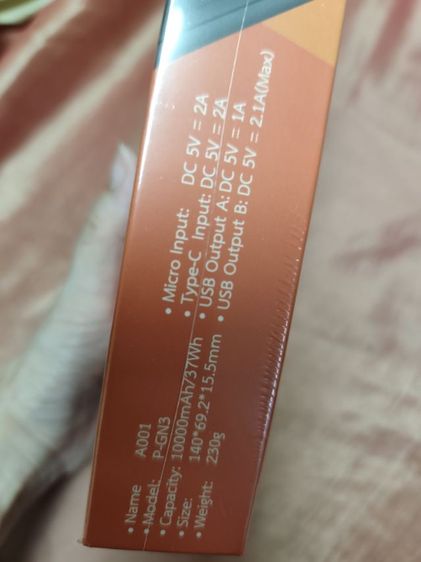 • Name A001
• Model: P-GN3
• Capacity: 10000mAh/37Wh
• Size: 140*69.2*15.5mm
• Weight: 230g
• Micro Input: DC 5V = 2A
• Type-C Input: DC 5V = 2A
• USB Output A: DC 5V = 1A
• USB Output B: DC 5V = 2.1A(Max)